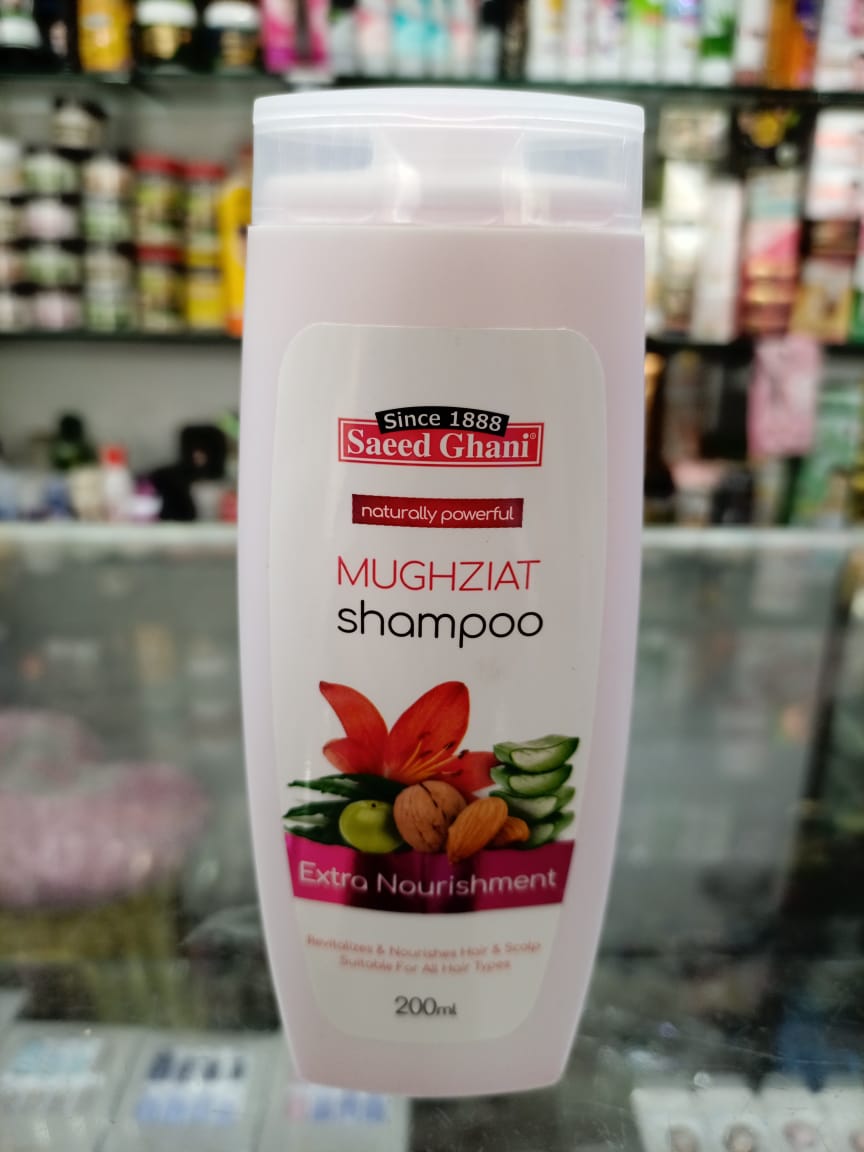 Since 1888
Saeed Ghani®
naturally powerful
MUGHZIAT
shampoo
Extra Nourishment
Revitalizes & Nourishes Hair & Scalp
Suitable For All Hair Types
200ml